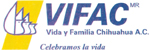 VIFAC MR
Vida y Familia Chihuahua A.C.
Celebramos la vida